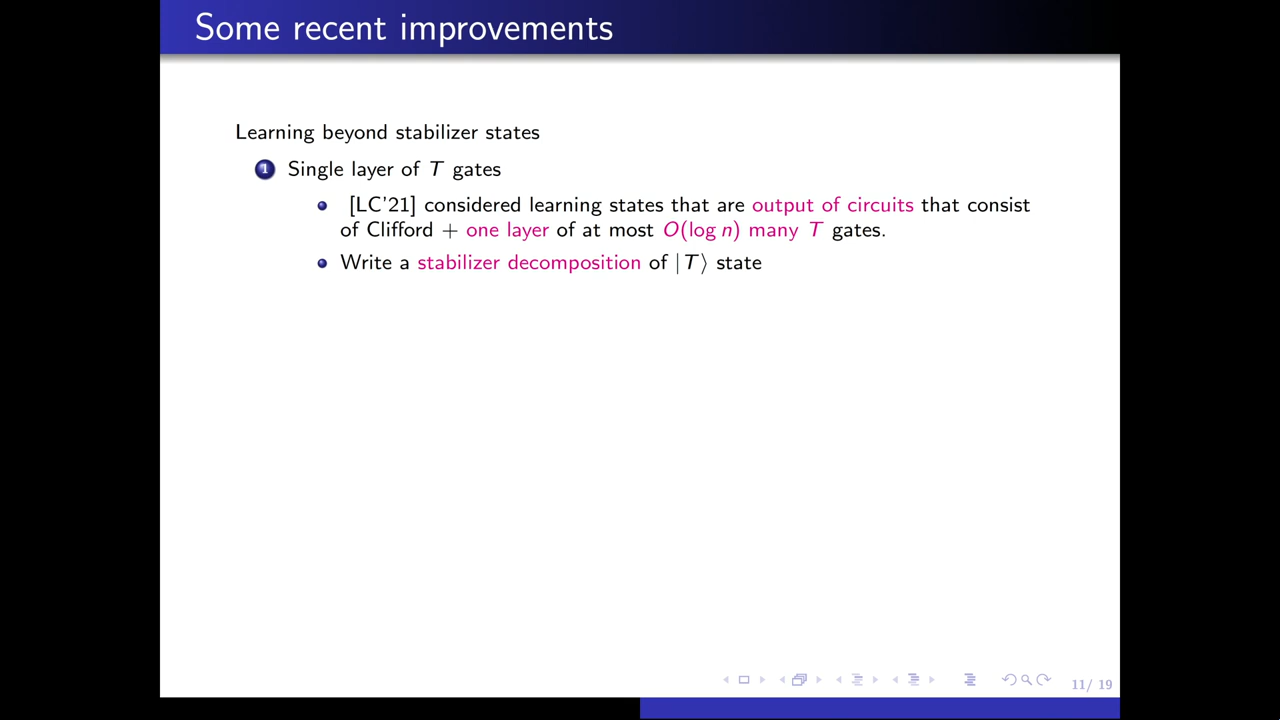 Some recent improvements
Learning beyond stabilizer states
1 Single layer of T gates
[LC'21] considered learning states that are output of circuits that consist
of Clifford + one layer of at most O(log n) many T gates.
Write a stabilizer decomposition of |T⟩ state
11/ 19